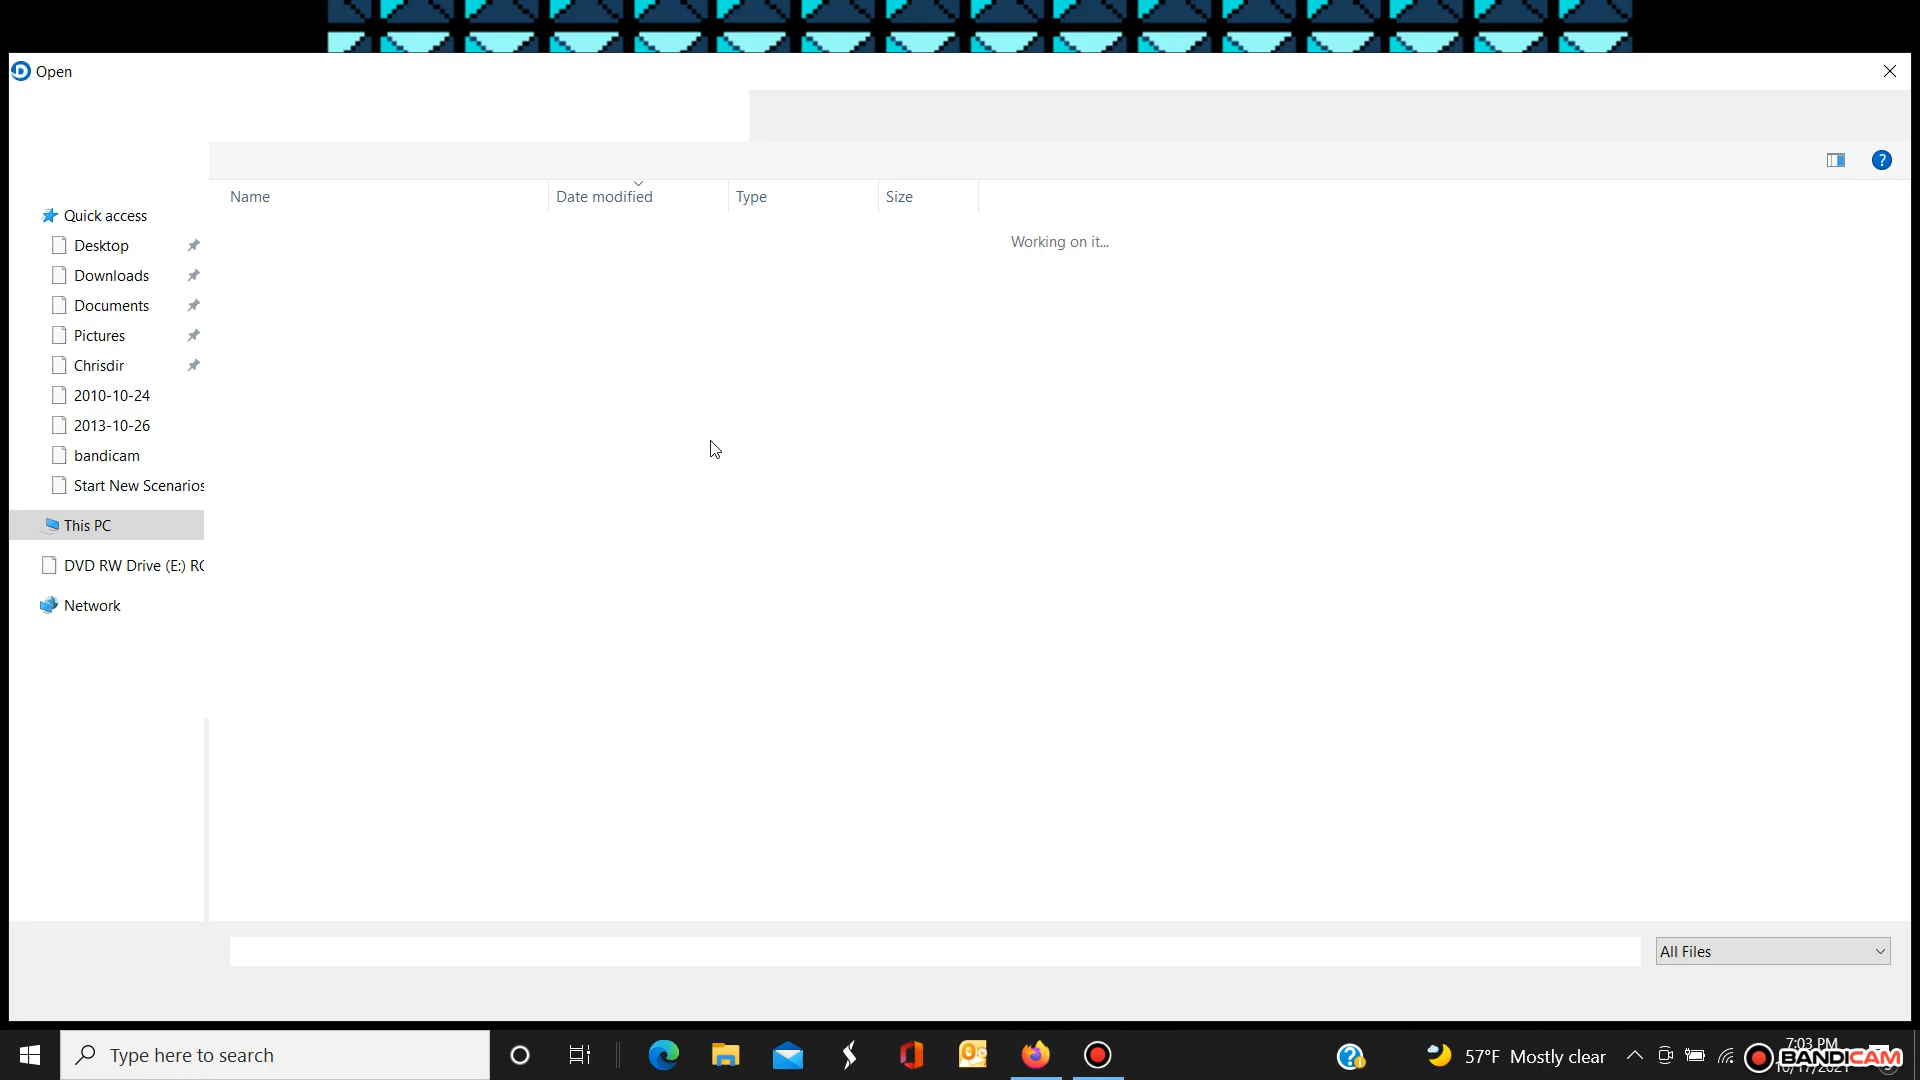 Open
Name
Date modified
Type
Size
Working on it...
Quick access
Desktop
Downloads
Documents
Pictures
Chrisdir
2010-10-24
2013-10-26
bandicam
Start New Scenarios
This PC
DVD RW Drive (E:) RO
Network
All Files
Type here to search
57°F Mostly clear
7:03 PM
BANDICAM